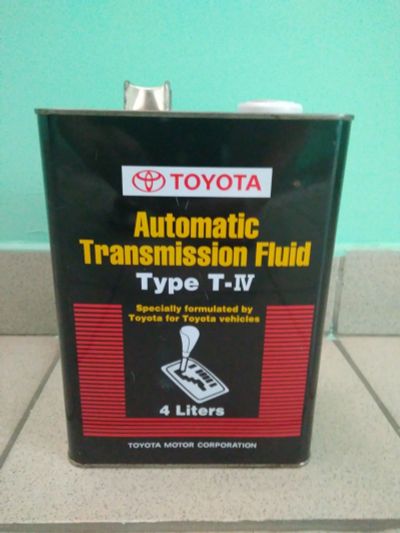 TOYOTA
Automatic
Transmission Fluid
Type T-IV
Specially formulated by
Toyota for Toyota vehicles
4 Liters
TOYOTA MOTOR CORPORATION